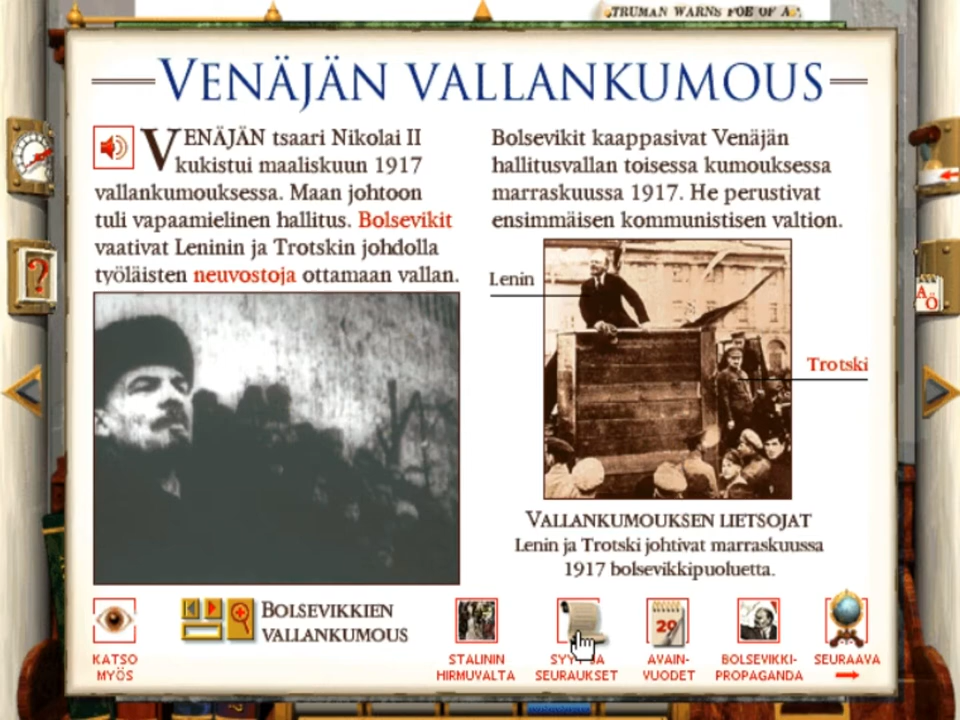 TRUMAN WARNS FOE OF A
VENÄJÄN VALLANKUMOUS
VENÄJÄN tsaari Nikolai II
kukistui maaliskuun 1917
vallankumouksessa. Maan johtoon
tuli vapaamielinen hallitus. Bolsevikit
vaativat Leninin ja Trotskin johdolla
työläisten neuvostoja ottamaan vallan.
Bolsevikit kaappasivat Venäjän
hallitusvallan toisessa kumouksessa
marraskuussa 1917. He perustivat
ensimmäisen kommunistisen valtion.
Lenin
Trotski
VALLANKUMOUKSEN LIETSOJAT
Lenin ja Trotski johtivat marraskuussa
1917 bolsevikkipuoluetta.
?
A
Ö
BOLSEVIKKIEN
VALLANKUMOUS
29
KATSO
MYÖS
STALININ
HIRMUVALTA
SYYT JA
SEURAUKSET
AVAIN-
VUODET
BOLSEVIKKI-
PROPAGANDA
SEURAAVA